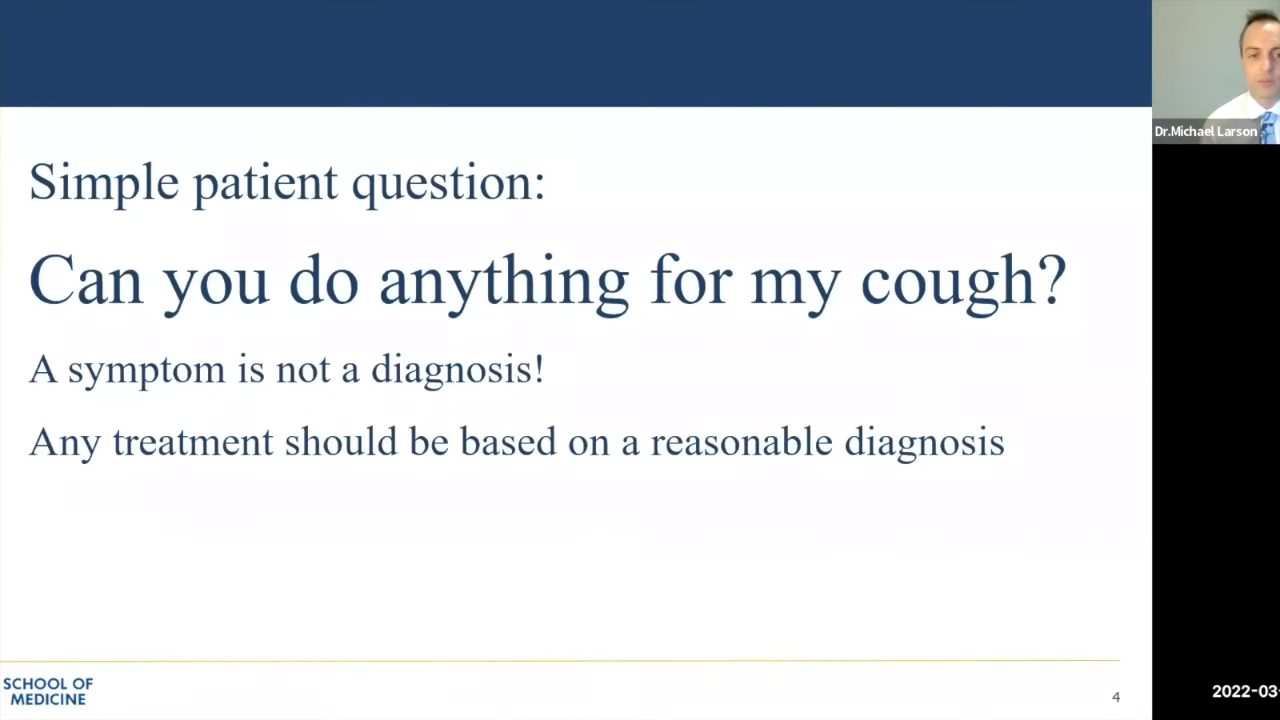 Dr.Michael Larson
Simple patient question:
Can you do anything for my cough?
A symptom is not a diagnosis!
Any treatment should be based on a reasonable diagnosis
SCHOOL OF
MEDICINE
4
2022-03-